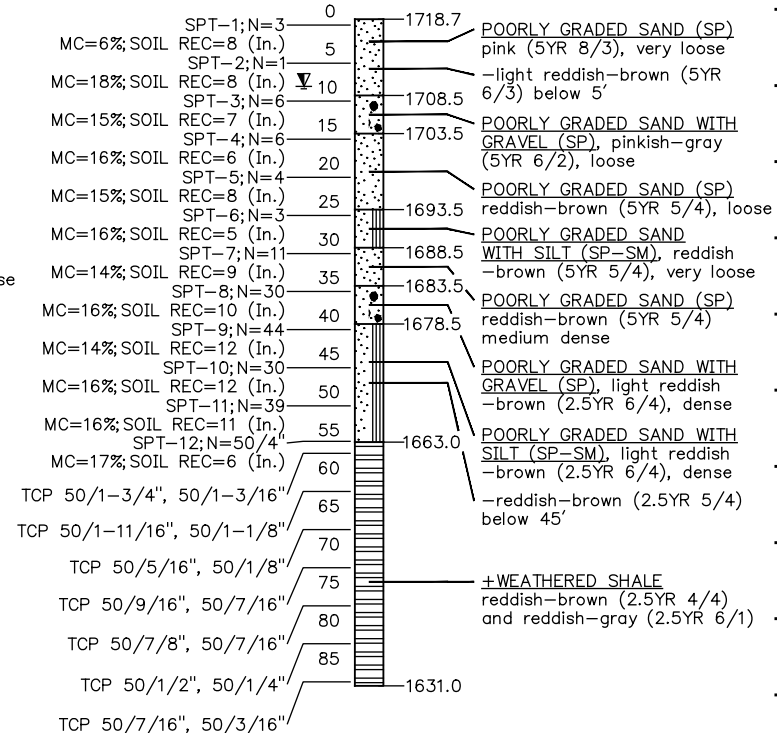 0
SPT-1; N=3
MC=6%; SOIL REC=8 (In.)
5
SPT-2; N=1
MC=18%; SOIL REC=8 (In.)
10
SPT-3; N=6
MC=15%; SOIL REC=7 (In.)
15
SPT-4; N=6
MC=16%; SOIL REC=6 (In.)
20
SPT-5; N=4
MC=15%; SOIL REC=8 (In.)
25
SPT-6; N=3
MC=16%; SOIL REC=5 (In.)
30
SPT-7; N=11
MC=14%; SOIL REC=9 (In.)
35
SPT-8; N=30
MC=16%; SOIL REC=10 (In.)
40
SPT-9; N=44
MC=14%; SOIL REC=12 (In.)
45
SPT-10; N=30
MC=16%; SOIL REC=12 (In.)
50
SPT-11; N=39
MC=16%; SOIL REC=11 (In.)
55
SPT-12; N=50/4"
MC=17%; SOIL REC=6 (In.)
60
TCP 50/1-3/4", 50/1-3/16"
65
TCP 50/1-11/16", 50/1-1/8"
70
TCP 50/5/16", 50/1/8"
75
TCP 50/9/16", 50/7/16"
80
TCP 50/7/8", 50/7/16"
85
TCP 50/1/2", 50/1/4"
TCP 50/7/16", 50/3/16"
1718.7
1708.5
1703.5
1693.5
1688.5
1683.5
1678.5
1663.0
1631.0
POORLY GRADED SAND (SP)
pink (5YR 8/3), very loose
-light reddish-brown (5YR
6/3) below 5'
POORLY GRADED SAND WITH
GRAVEL (SP), pinkish-gray
(5YR 6/2), loose
POORLY GRADED SAND (SP)
reddish-brown (5YR 5/4), loose
POORLY GRADED SAND
WITH SILT (SP-SM), reddish
-brown (5YR 5/4), very loose
POORLY GRADED SAND (SP)
reddish-brown (5YR 5/4)
medium dense
POORLY GRADED SAND WITH
GRAVEL (SP), light reddish
-brown (2.5YR 6/4), dense
POORLY GRADED SAND WITH
SILT (SP-SM), light reddish
-brown (2.5YR 6/4), dense
-reddish-brown (2.5YR 5/4)
below 45'
+WEATHERED SHALE
reddish-brown (2.5YR 4/4)
and reddish-gray (2.5YR 6/1)